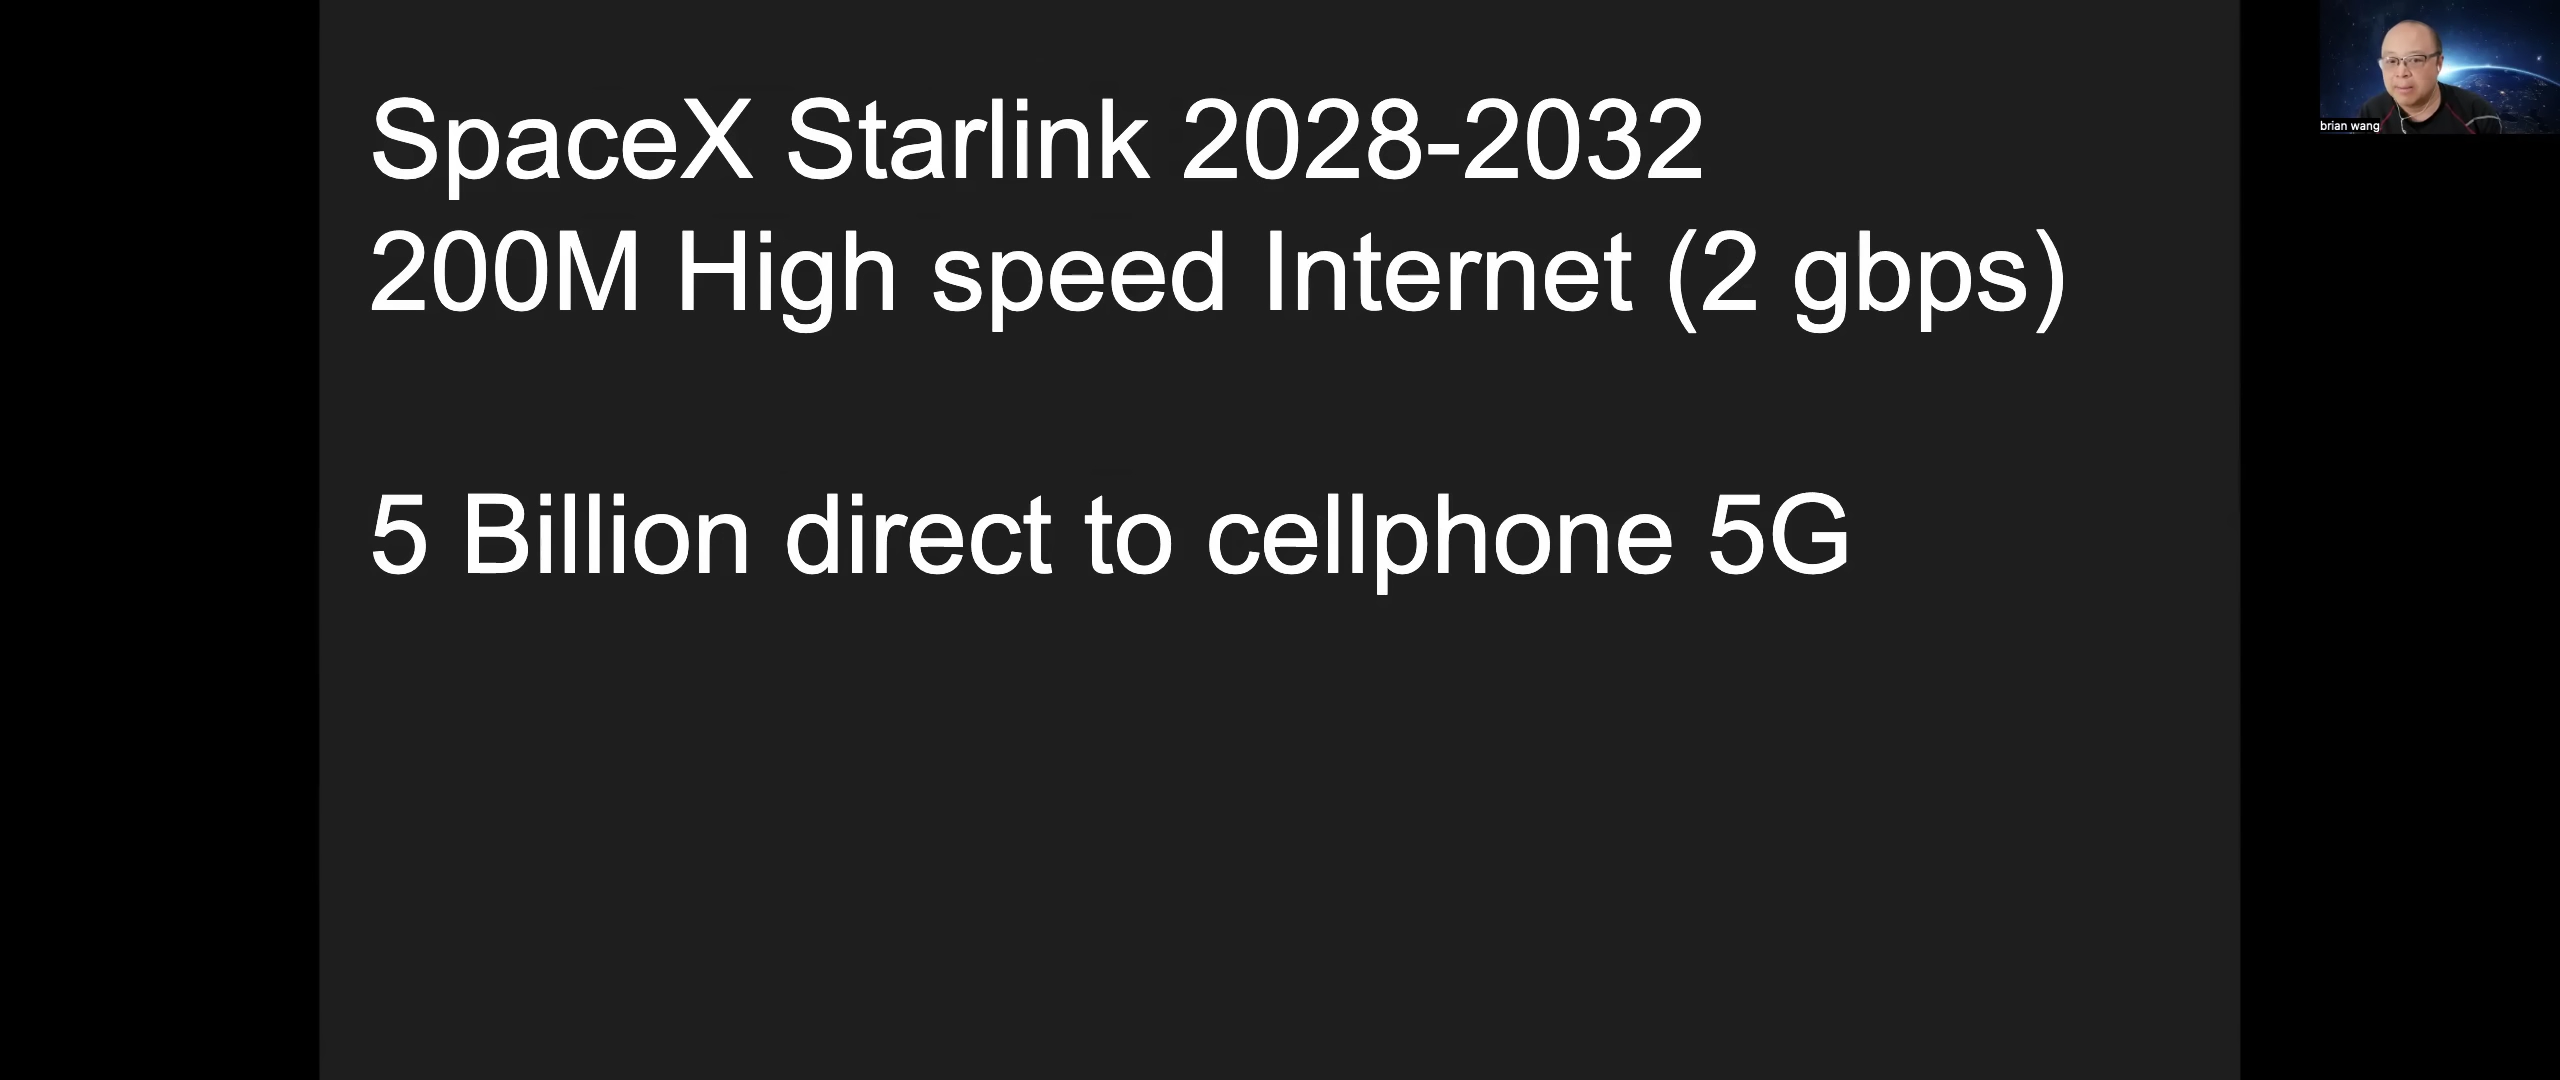 SpaceX Starlink 2028-2032
200M High speed Internet (2 gbps)
5 Billion direct to cellphone 5G
brian wang